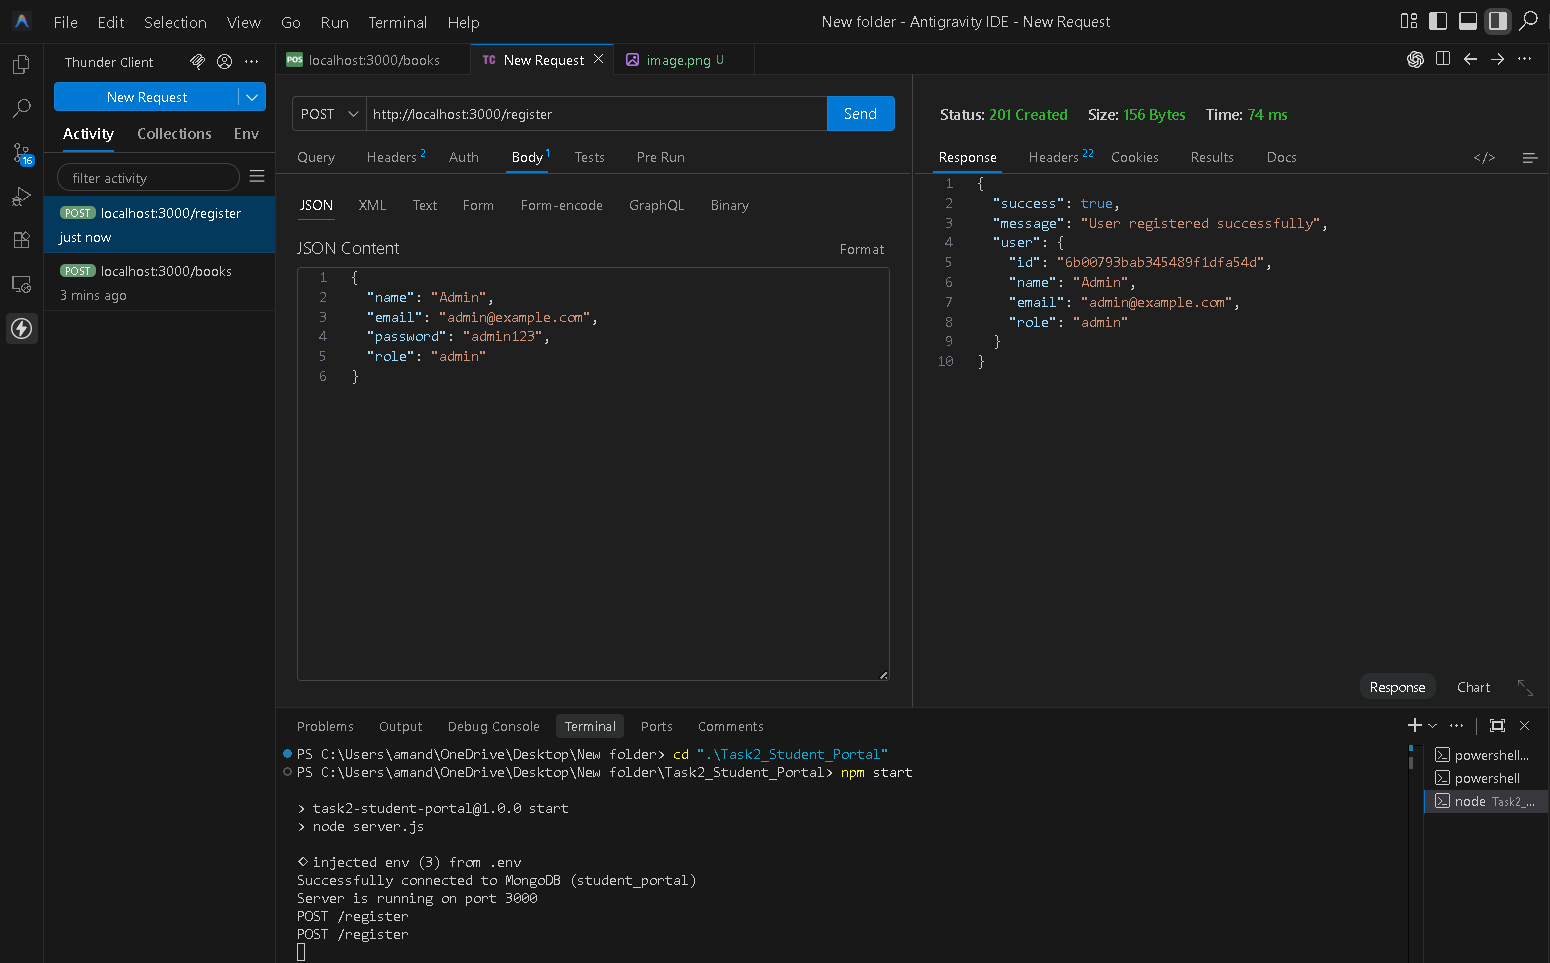 File Edit Selection View Go Run Terminal Help
New folder - Antigravity IDE - New Request
Thunder Client
New Request
Activity Collections Env
filter activity
POST localhost:3000/register
just now
POST localhost:3000/books
3 mins ago
16
POS localhost:3000/books
TC New Request
image.png U
POST http://localhost:3000/register Send
Query Headers 2 Auth Body 1 Tests Pre Run
JSON XML Text Form Form-encode GraphQL Binary
JSON Content Format
1 {
2 "name": "Admin",
3 "email": "admin@example.com",
4 "password": "admin123",
5 "role": "admin"
6 }
Status: 201 Created Size: 156 Bytes Time: 74 ms
Response Headers 22 Cookies Results Docs </>
1 {
2 "success": true,
3 "message": "User registered successfully",
4 "user": {
5 "id": "6b00793bab345489f1dfa54d",
6 "name": "Admin",
7 "email": "admin@example.com",
8 "role": "admin"
9 }
10 }
Response Chart
Problems Output Debug Console Terminal Ports Comments
PS C:\Users\amand\OneDrive\Desktop\New folder> cd ".\Task2_Student_Portal"
PS C:\Users\amand\OneDrive\Desktop\New folder\Task2_Student_Portal> npm start
> task2-student-portal@1.0.0 start
> node server.js
◇ injected env (3) from .env
Successfully connected to MongoDB (student_portal)
Server is running on port 3000
POST /register
POST /register
powershell...
powershell
node Task2_...